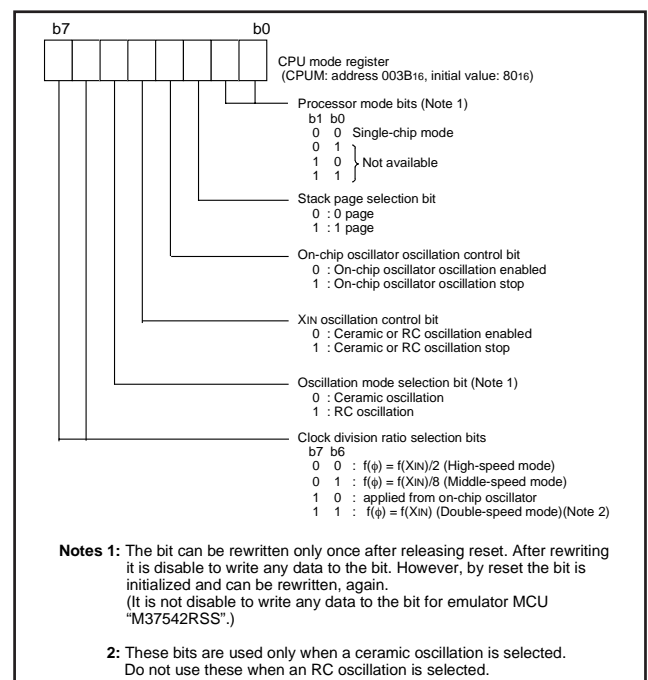 b7 b0
CPU mode register
(CPUM: address 003B16, initial value: 8016)
Processor mode bits (Note 1)
b1 b0
0 0 Single-chip mode
0 1
1 0 Not available
1 1
Stack page selection bit
0 : 0 page
1 : 1 page
On-chip oscillator oscillation control bit
0 : On-chip oscillator oscillation enabled
1 : On-chip oscillator oscillation stop
XIN oscillation control bit
0 : Ceramic or RC oscillation enabled
1 : Ceramic or RC oscillation stop
Oscillation mode selection bit (Note 1)
0 : Ceramic oscillation
1 : RC oscillation
Clock division ratio selection bits
b7 b6
0 0 : f(φ) = f(XIN)/2 (High-speed mode)
0 1 : f(φ) = f(XIN)/8 (Middle-speed mode)
1 0 : applied from on-chip oscillator
1 1 : f(φ) = f(XIN) (Double-speed mode)(Note 2)
Notes 1: The bit can be rewritten only once after releasing reset. After rewriting
it is disable to write any data to the bit. However, by reset the bit is
initialized and can be rewritten, again.
(It is not disable to write any data to the bit for emulator MCU
“M37542RSS”.)
2: These bits are used only when a ceramic oscillation is selected.
Do not use these when an RC oscillation is selected.